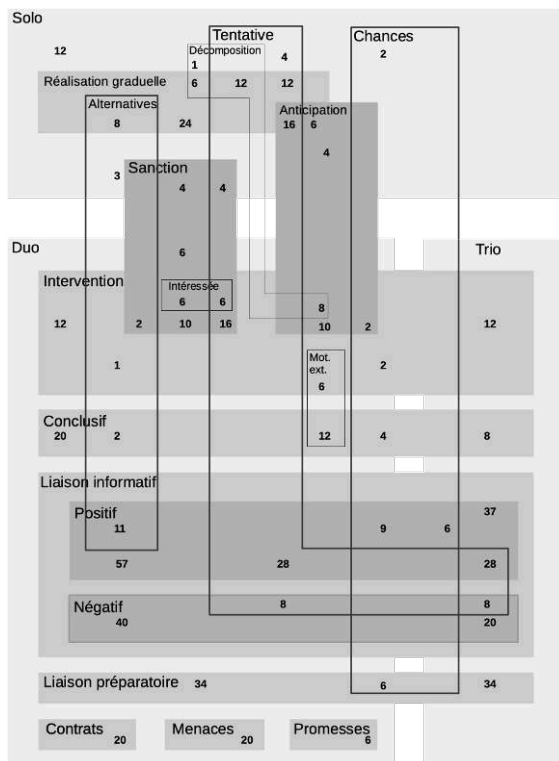 Solo
Tentative
Chances
12
Décomposition
4
2
1
Réalisation graduelle
6
12
12
Alternatives
Anticipation
8
24
16
6
4
3
Sanction
4
4
6
Duo
Trio
Intervention
Intéressée
6
6
8
12
2
10
16
10
2
12
1
Mot.
ext.
2
6
Conclusif
20
2
12
4
8
Liaison informatif
Positif
37
11
9
6
57
28
28
Négatif
8
8
40
20
Liaison préparatoire
34
6
34
Contrats
20
Menaces
20
Promesses
6